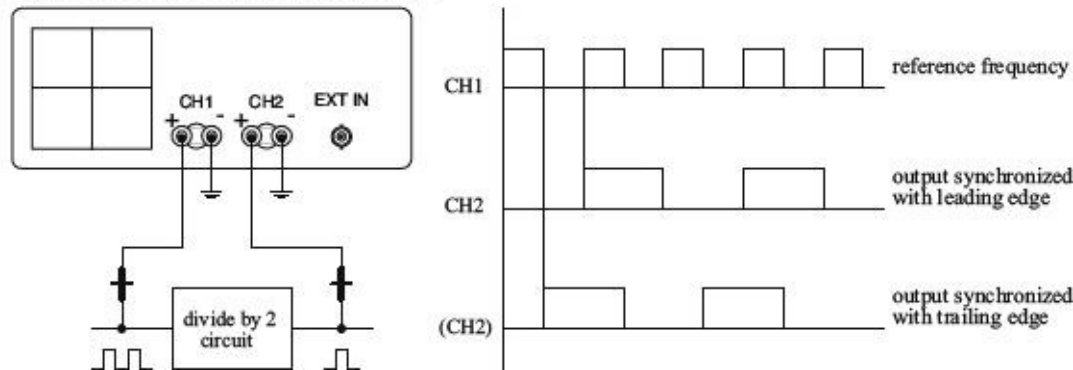 CH1 CH2 EXT IN
+ - + -
divide by 2
circuit
CH1
reference frequency
CH2
output synchronized
with leading edge
(CH2)
output synchronized
with trailing edge